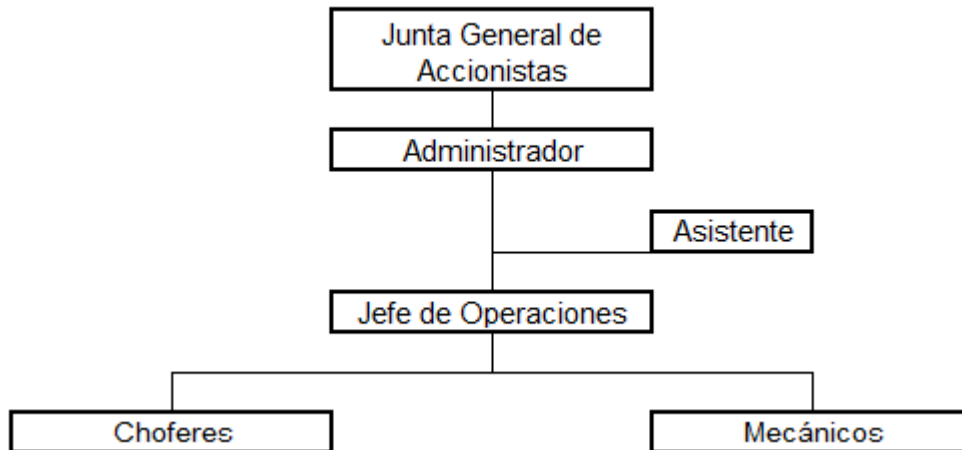 Junta General de
Accionistas
Administrador
Asistente
Jefe de Operaciones
Choferes
Mecánicos